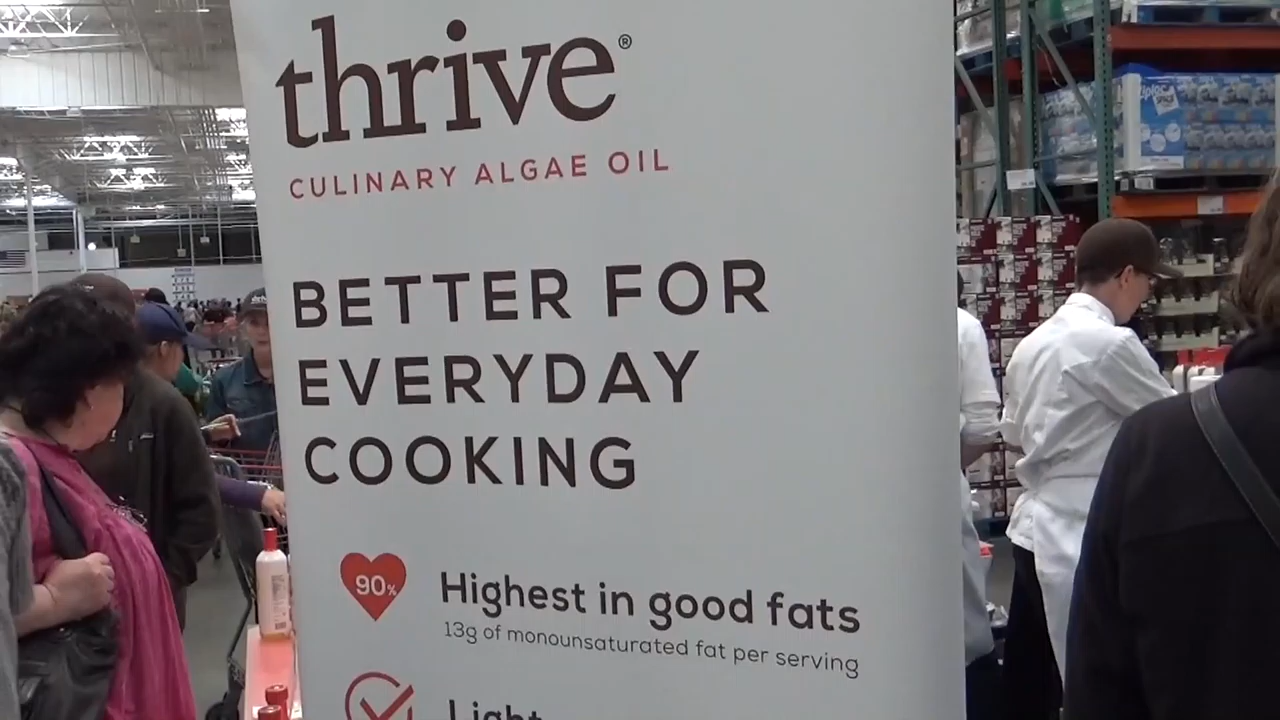 thrive®
CULINARY ALGAE OIL
BETTER FOR
EVERYDAY
COOKING
90%
Highest in good fats
13g of monounsaturated fat per serving
Light